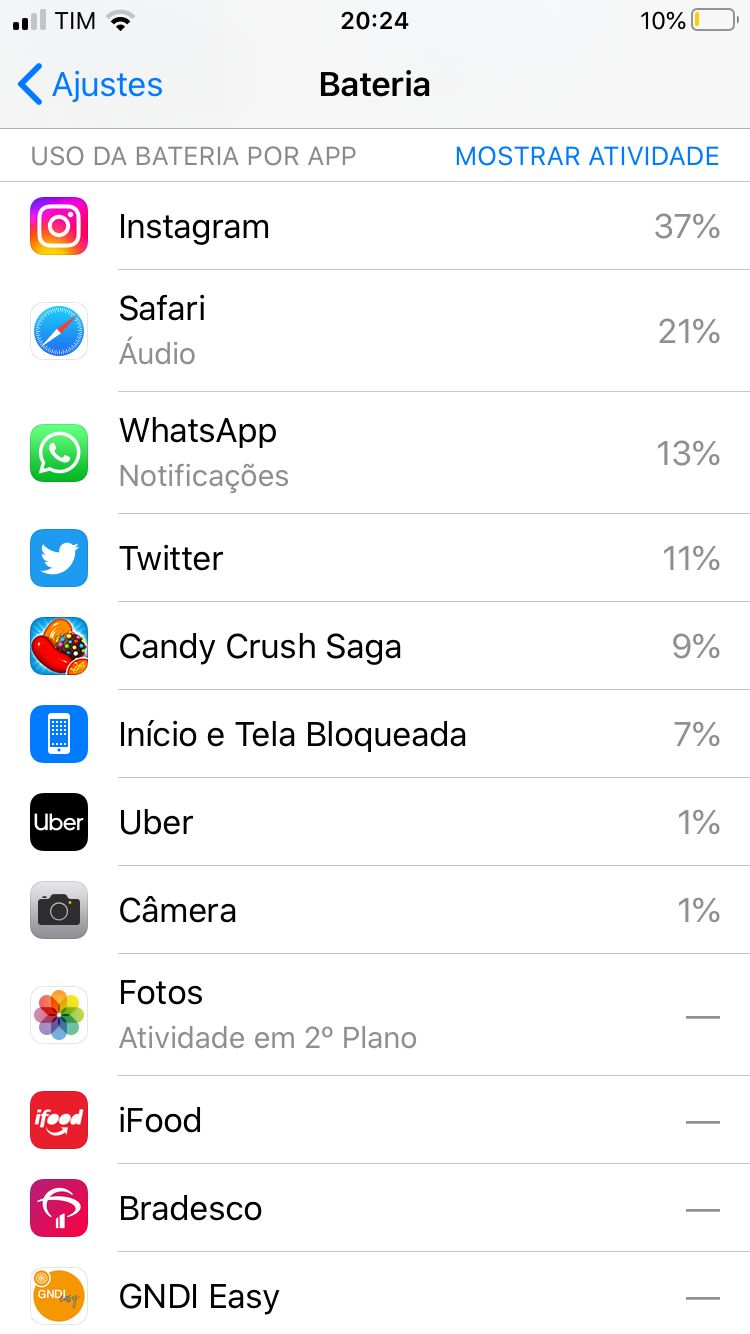 TIM 20:24 10%
Ajustes Bateria
USO DA BATERIA POR APP MOSTRAR ATIVIDADE
Instagram 37%
Safari
Áudio 21%
WhatsApp
Notificações 13%
Twitter 11%
Candy Crush Saga 9%
Início e Tela Bloqueada 7%
Uber Uber 1%
Câmera 1%
Fotos
Atividade em 2º Plano —
ifood iFood —
Bradesco —
GNDI easy GNDI Easy —